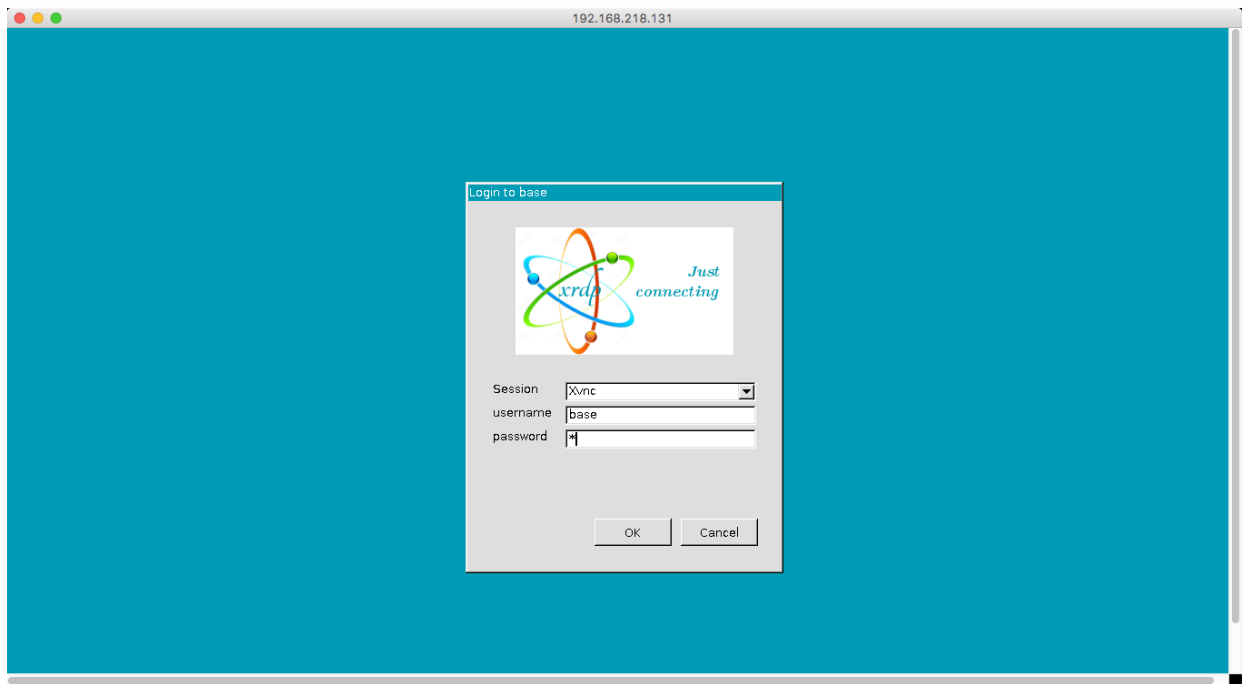 192.168.218.131
Login to base
xrdp
Just
connecting
Session
Xvnc
username
base
password
*
OK
Cancel